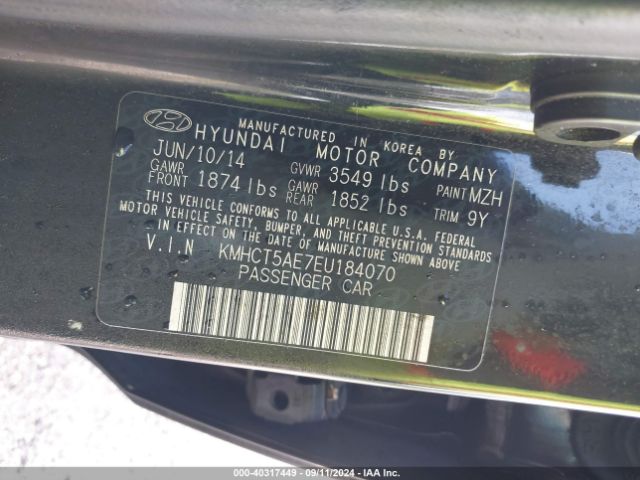 MANUFACTURED IN KOREA BY
HYUNDAI MOTOR COMPANY
JUN/10/14 GVWR 3549 lbs PAINT MZH
GAWR FRONT 1874 lbs GAWR REAR 1852 lbs TRIM 9Y
THIS VEHICLE CONFORMS TO ALL APPLICABLE U.S.A. FEDERAL
MOTOR VEHICLE SAFETY, BUMPER, AND THEFT PREVENTION STANDARDS
IN EFFECT ON THE DATE OF MANUFACTURE SHOWN ABOVE
V.I.N KMHCT5AE7EU184070
PASSENGER CAR
000-40317449 - 09/11/2024 - IAA